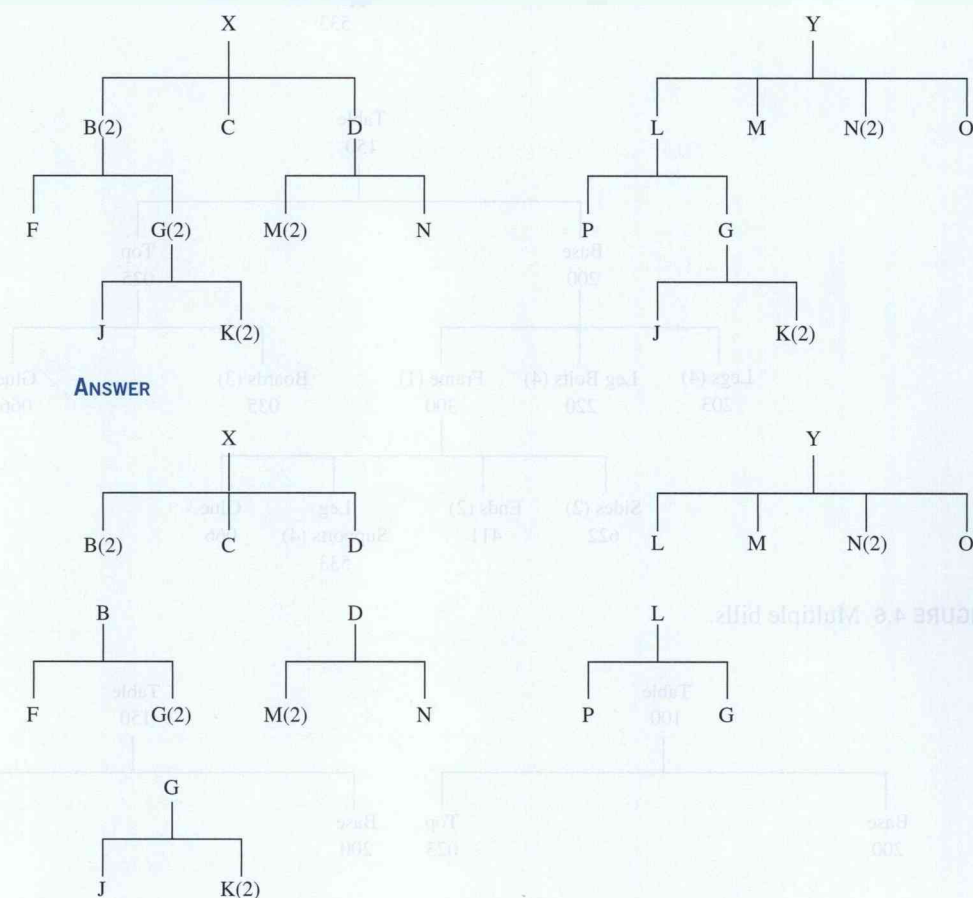 X Y
B(2) C D L M N(2) O
F G(2) M(2) N P G
J K(2) J K(2)
ANSWER
X Y
B(2) C D L M N(2) O
B D L
F G(2) M(2) N P G
G
J K(2)